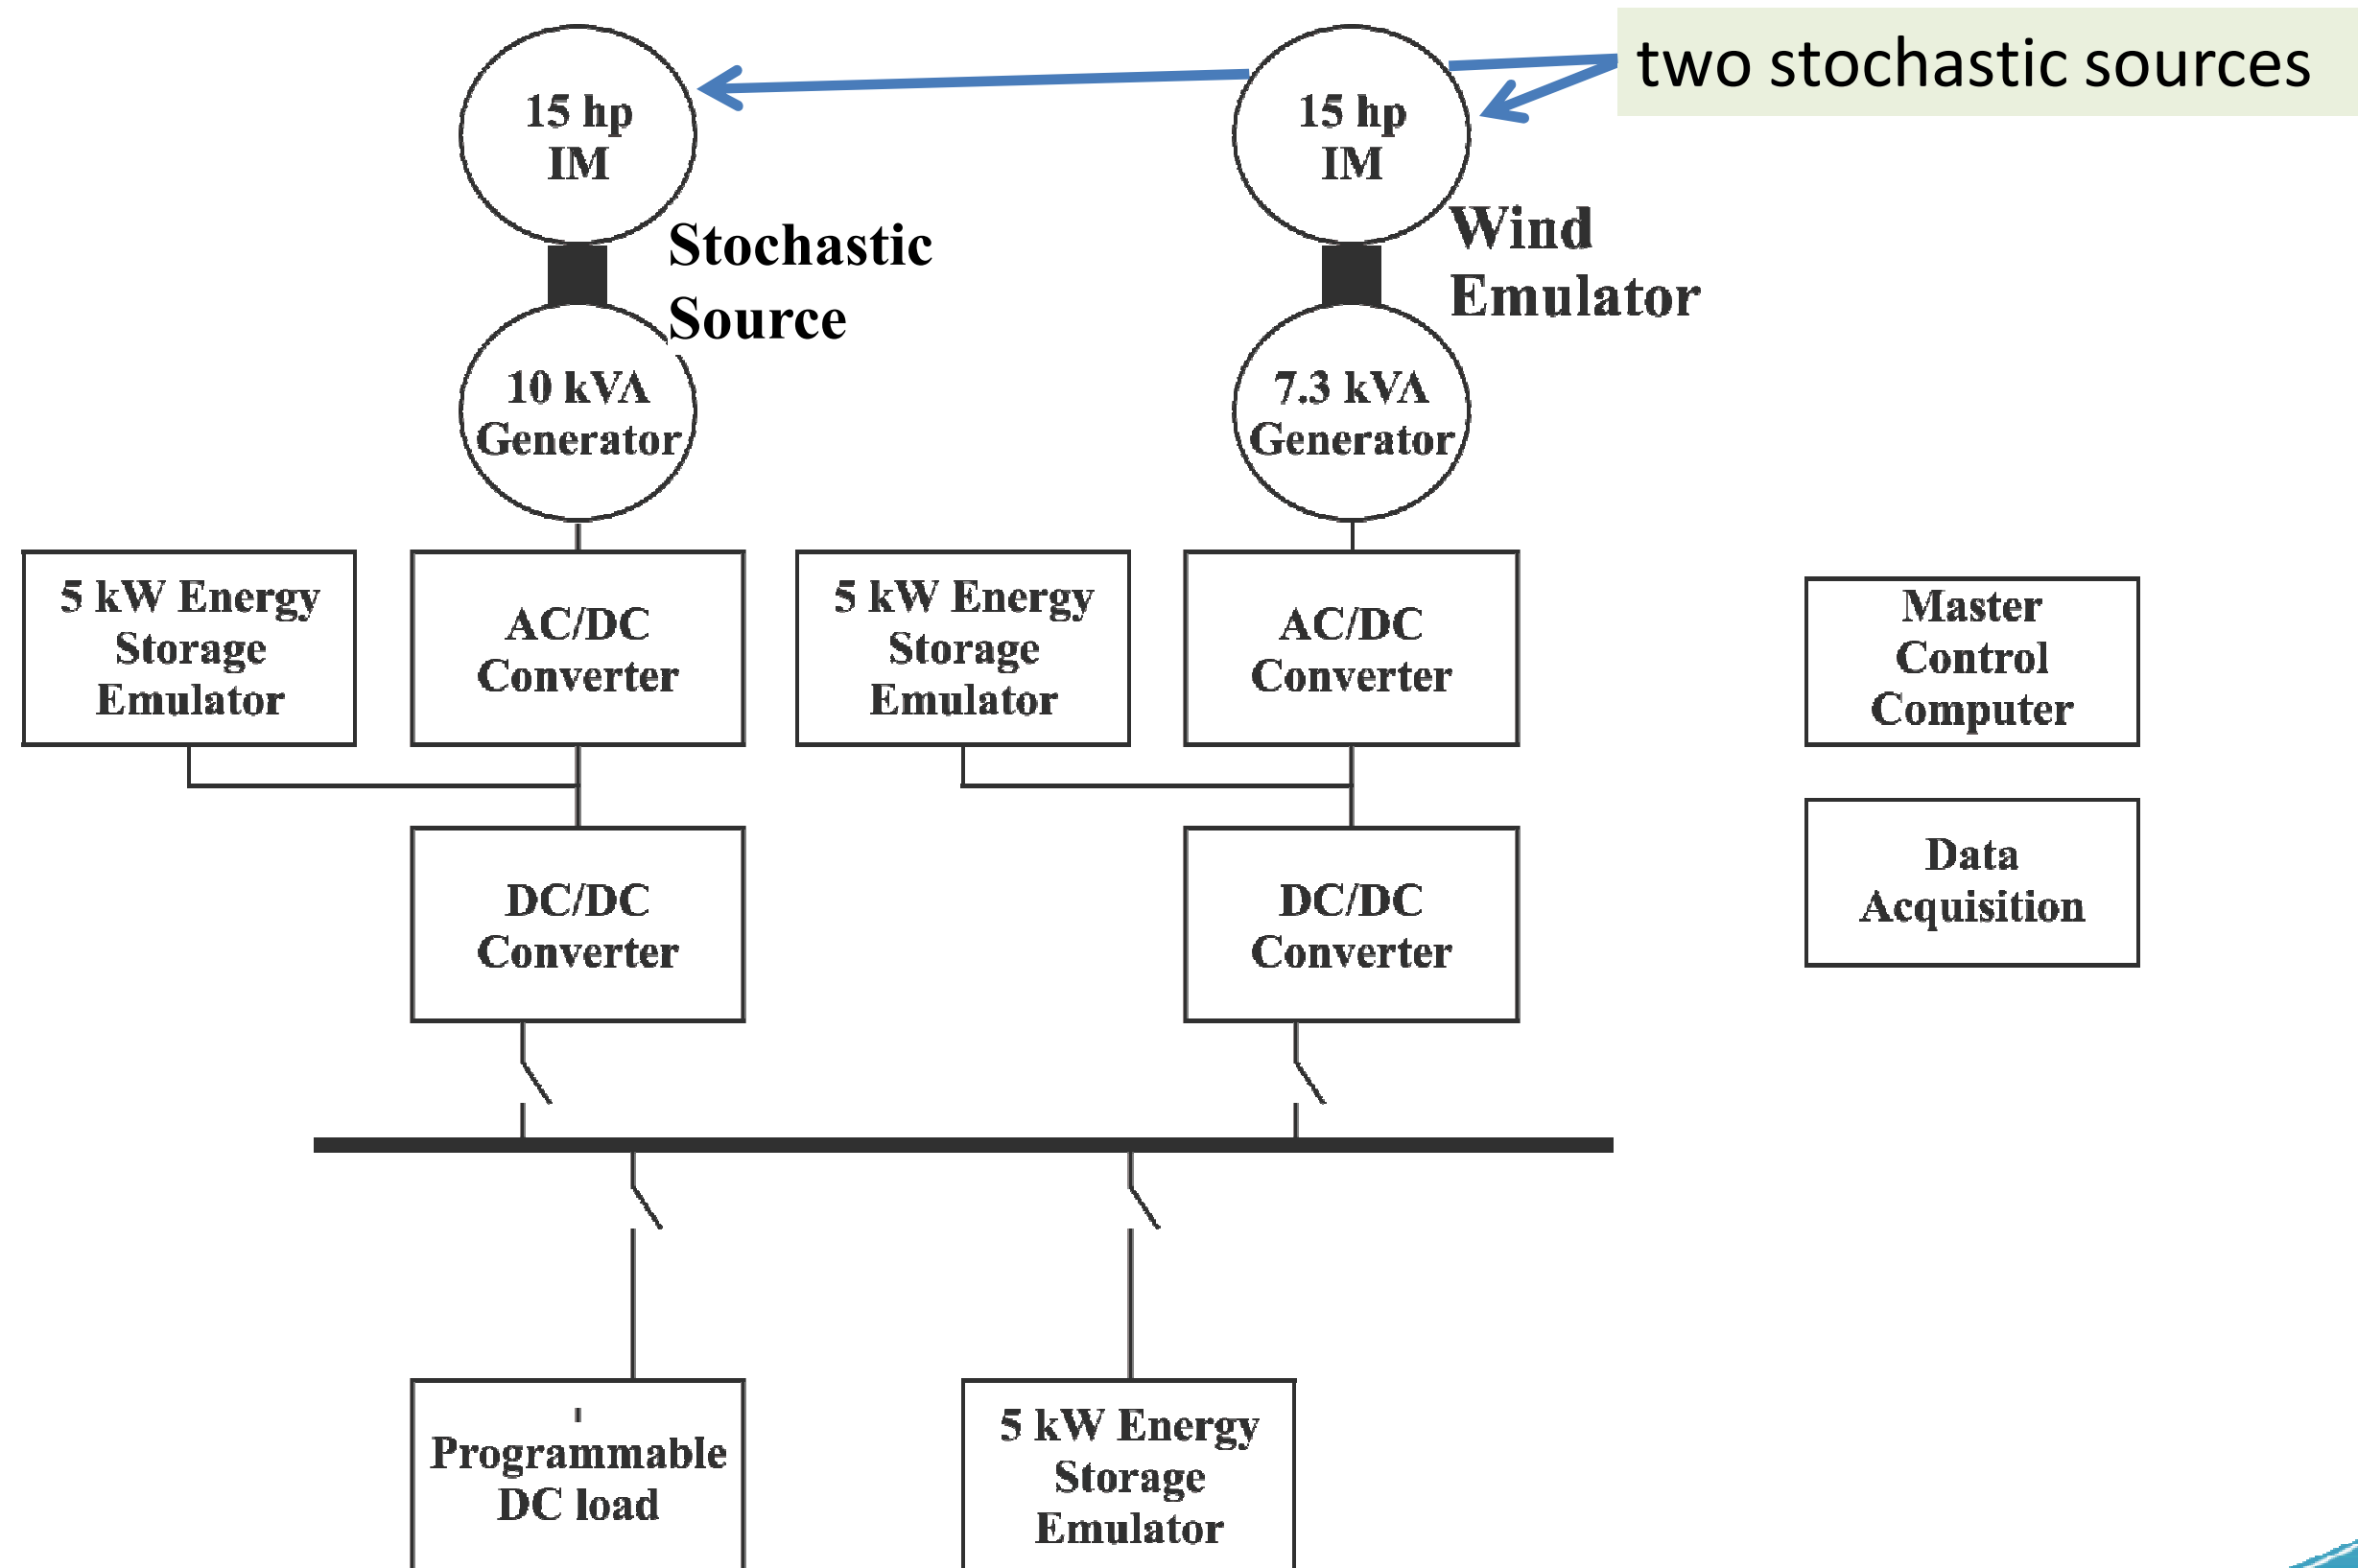 two stochastic sources
15 hp
IM
15 hp
IM
Stochastic
Source
Wind
Emulator
10 kVA
Generator
7.3 kVA
Generator
5 kW Energy
Storage
Emulator
AC/DC
Converter
5 kW Energy
Storage
Emulator
AC/DC
Converter
Master
Control
Computer
DC/DC
Converter
DC/DC
Converter
Data
Acquisition
Programmable
DC load
5 kW Energy
Storage
Emulator